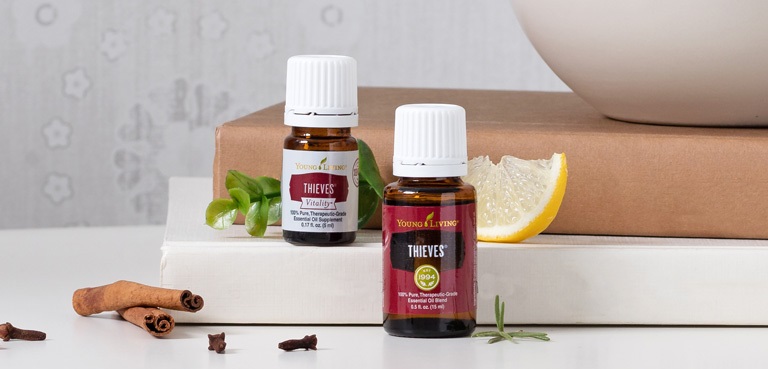 YOUNG LIVING
THIEVES®
Vitality®
100% Pure, Therapeutic-Grade
Essential Oil Supplement
0.17 fl. oz. (5 ml)
YOUNG LIVING®
THIEVES®
1994
100% Pure, Therapeutic-Grade
Essential Oil Blend
0.5 fl. oz. (15 ml)